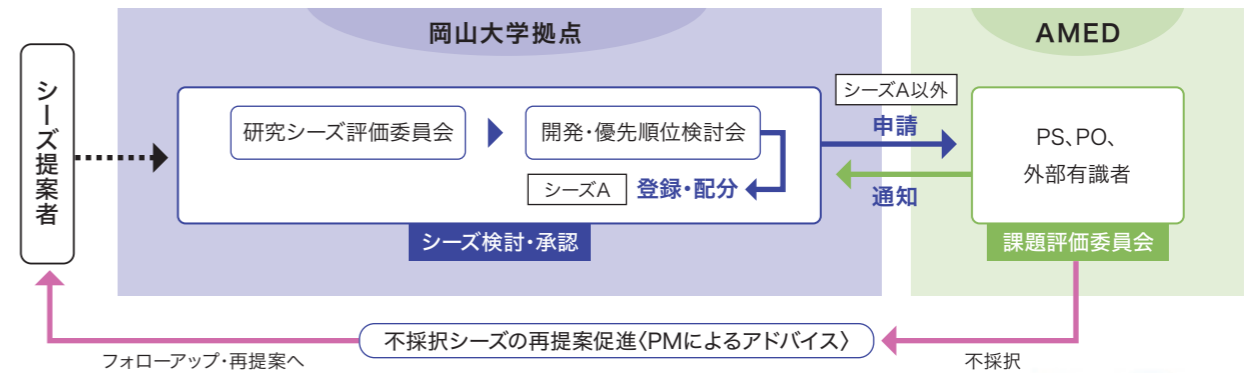 岡山大学拠点
AMED
シーズ提案者
研究シーズ評価委員会
開発・優先順位検討会
シーズA
登録・配分
シーズ検討・承認
シーズA以外
申請
通知
PS、PO、
外部有識者
課題評価委員会
不採択シーズの再提案促進〈PMによるアドバイス〉
フォローアップ・再提案へ
不採択